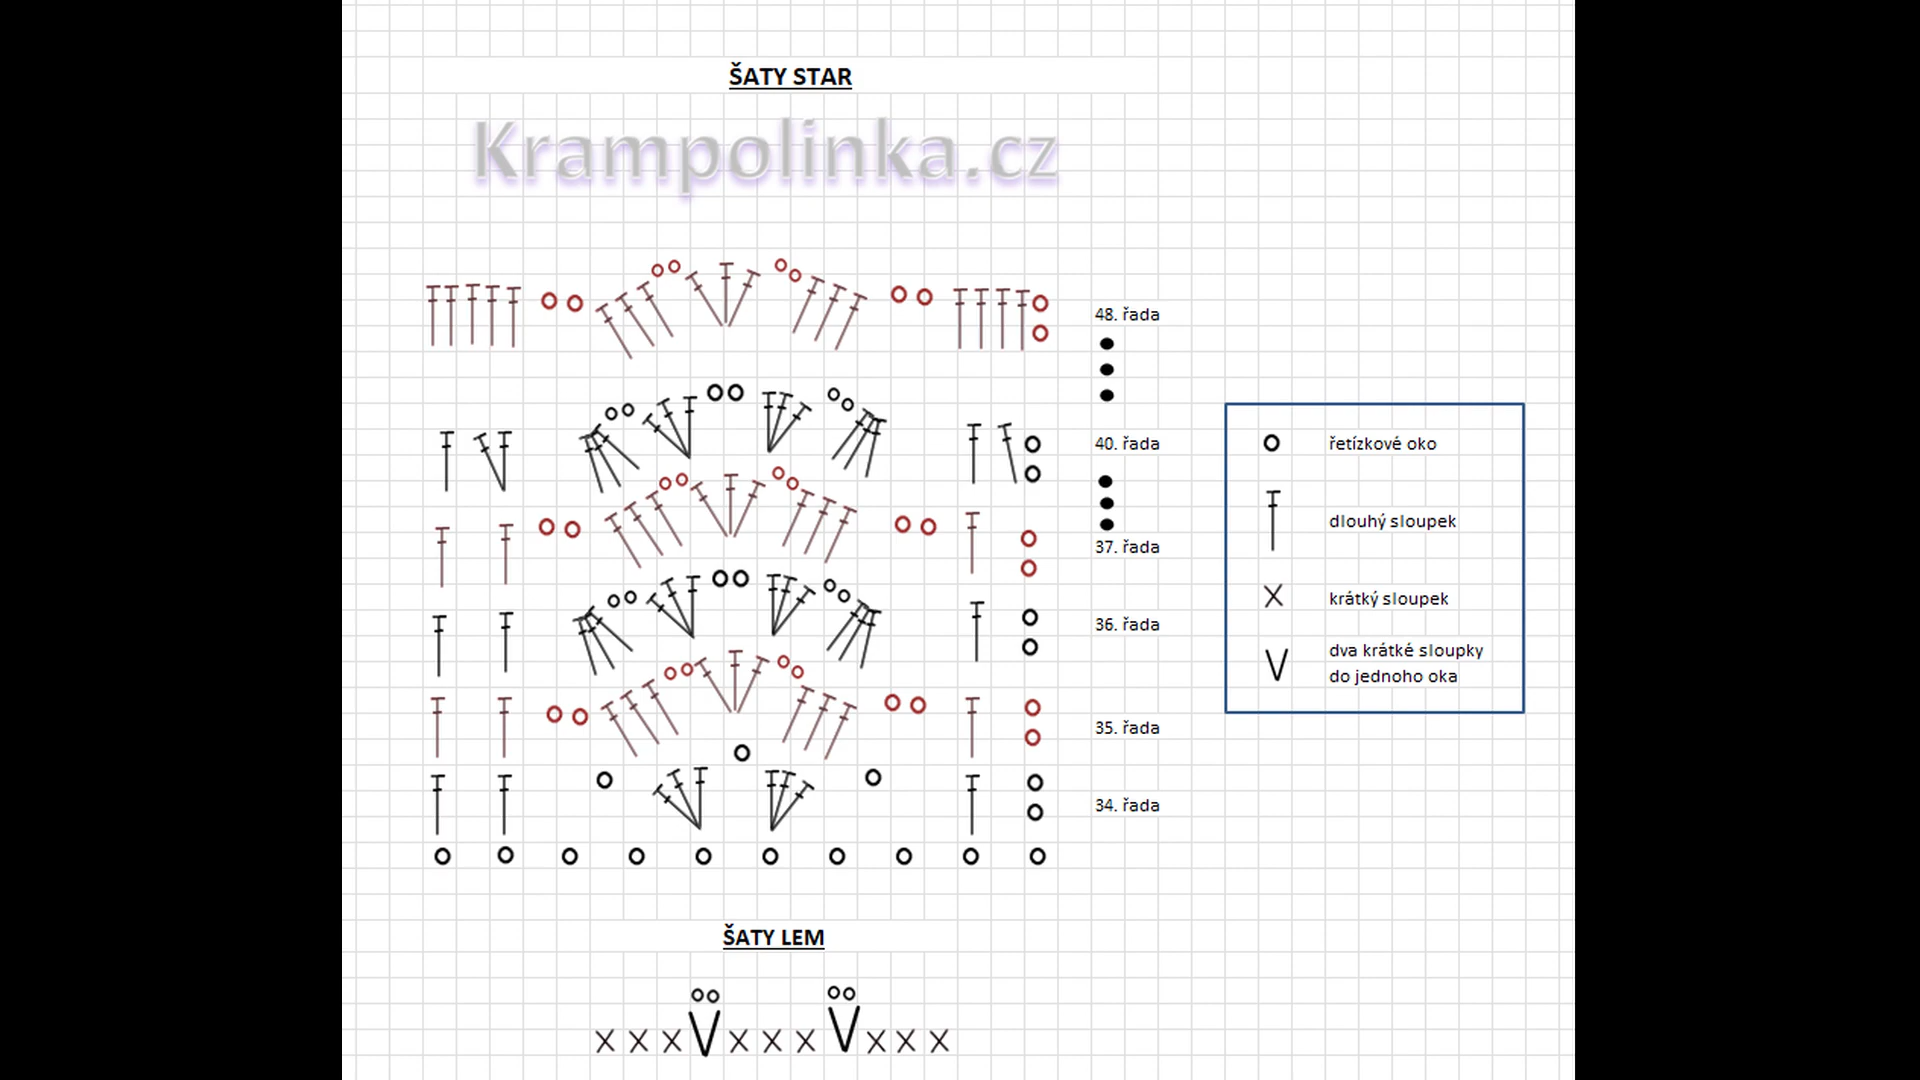 ŠATY STAR
Krampolinka.cz
48. řada
40. řada
37. řada
36. řada
35. řada
34. řada
řetízkové oko
dlouhý sloupek
krátký sloupek
dva krátké sloupky
do jednoho oka
ŠATY LEM